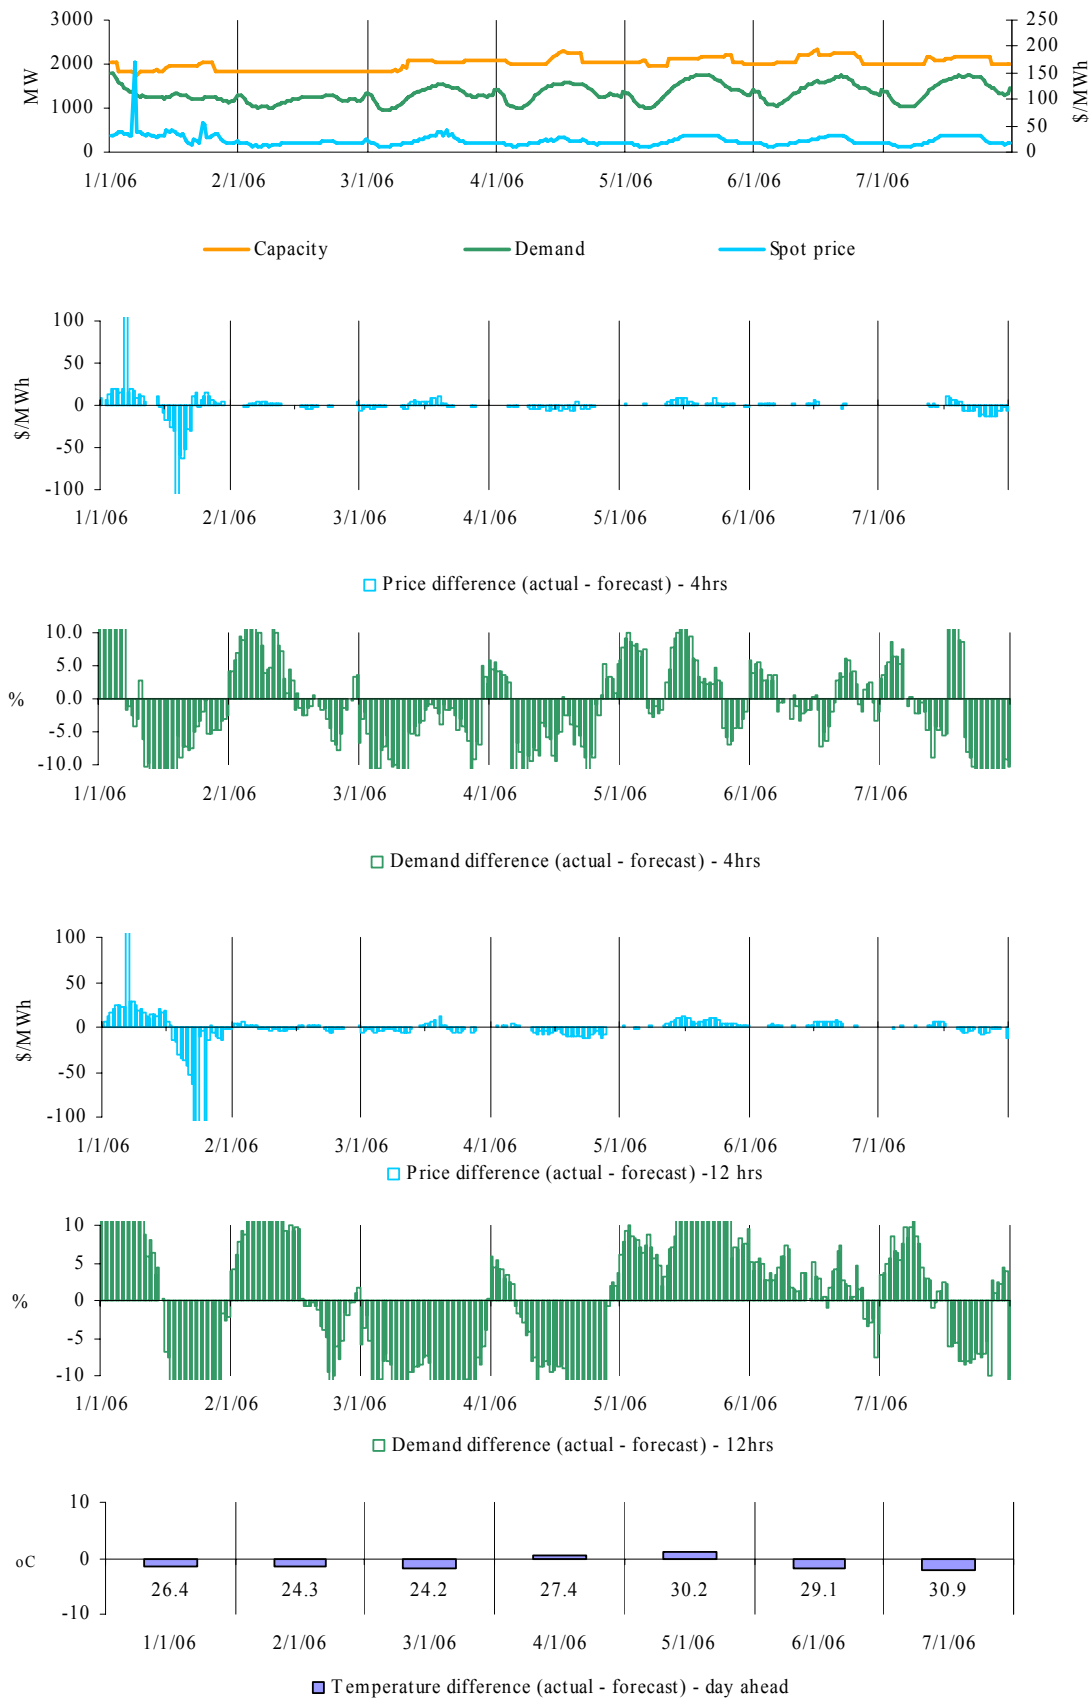 3000 250
200
2000 150
MW $/MWh
1000 100
50
0 0
1/1/06 2/1/06 3/1/06 4/1/06 5/1/06 6/1/06 7/1/06
Capacity Demand Spot price
100
50
$/MWh 0
-50
-100
1/1/06 2/1/06 3/1/06 4/1/06 5/1/06 6/1/06 7/1/06
Price difference (actual - forecast) - 4hrs
10.0
5.0
% 0.0
-5.0
-10.0
1/1/06 2/1/06 3/1/06 4/1/06 5/1/06 6/1/06 7/1/06
Demand difference (actual - forecast) - 4hrs
100
50
$/MWh 0
-50
-100
1/1/06 2/1/06 3/1/06 4/1/06 5/1/06 6/1/06 7/1/06
Price difference (actual - forecast) -12 hrs
10
5
% 0
-5
-10
1/1/06 2/1/06 3/1/06 4/1/06 5/1/06 6/1/06 7/1/06
Demand difference (actual - forecast) - 12hrs
10
oC 0
26.4 24.3 24.2 27.4 30.2 29.1 30.9
-10
1/1/06 2/1/06 3/1/06 4/1/06 5/1/06 6/1/06 7/1/06
Temperature difference (actual - forecast) - day ahead